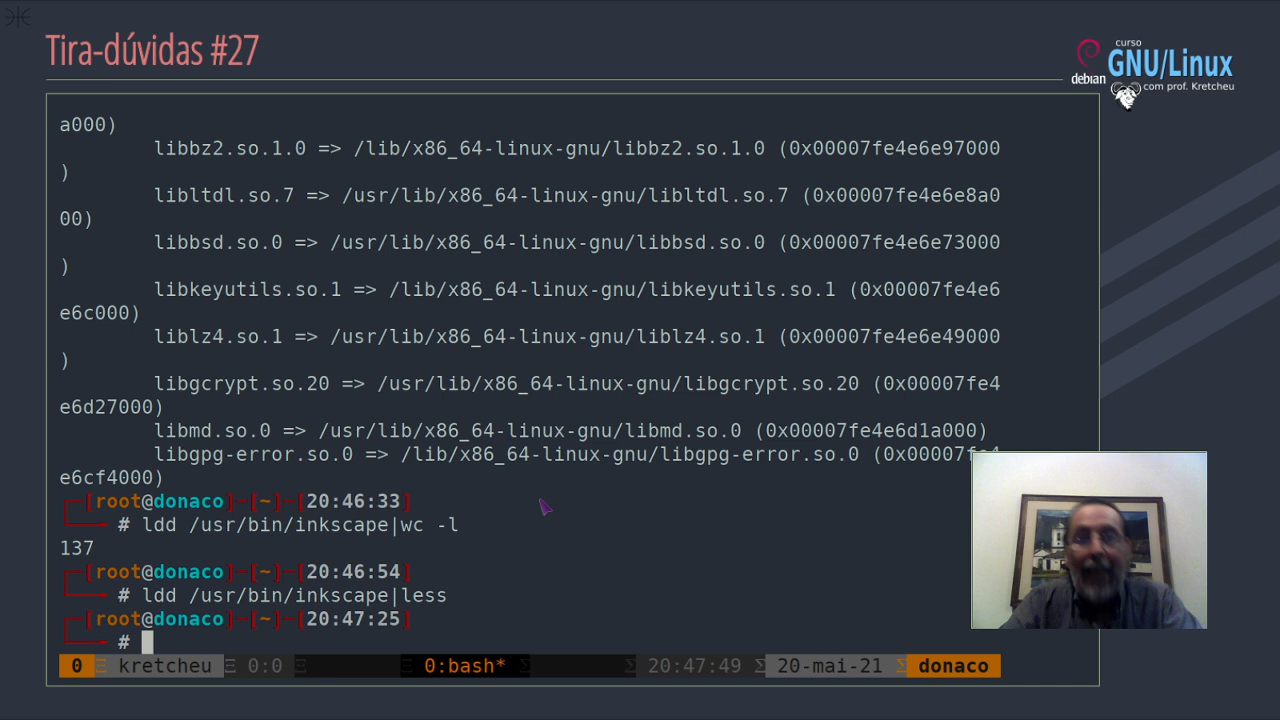 Tira-dúvidas #27
curso
GNU/Linux
debian
com prof. Kretcheu
a000)
libbz2.so.1.0 => /lib/x86_64-linux-gnu/libbz2.so.1.0 (0x00007fe4e6e97000
)
libltdl.so.7 => /usr/lib/x86_64-linux-gnu/libltdl.so.7 (0x00007fe4e6e8a0
00)
libbsd.so.0 => /usr/lib/x86_64-linux-gnu/libbsd.so.0 (0x00007fe4e6e73000
)
libkeyutils.so.1 => /lib/x86_64-linux-gnu/libkeyutils.so.1 (0x00007fe4e6
e6c000)
liblz4.so.1 => /usr/lib/x86_64-linux-gnu/liblz4.so.1 (0x00007fe4e6e49000
)
libgcrypt.so.20 => /usr/lib/x86_64-linux-gnu/libgcrypt.so.20 (0x00007fe4
e6d27000)
libmd.so.0 => /usr/lib/x86_64-linux-gnu/libmd.so.0 (0x00007fe4e6d1a000)
libgpg-error.so.0 => /lib/x86_64-linux-gnu/libgpg-error.so.0 (0x00007fe4
e6cf4000)
[root@donaco]-[~]-[20:46:33]
# ldd /usr/bin/inkscape|wc -l
137
[root@donaco]-[~]-[20:46:54]
# ldd /usr/bin/inkscape|less
[root@donaco]-[~]-[20:47:25]
#
0 Ξ kretcheu Ξ 0:0 Ξ 0:bash* Σ Σ 20:47:49 Σ 20-mai-21 Σ donaco